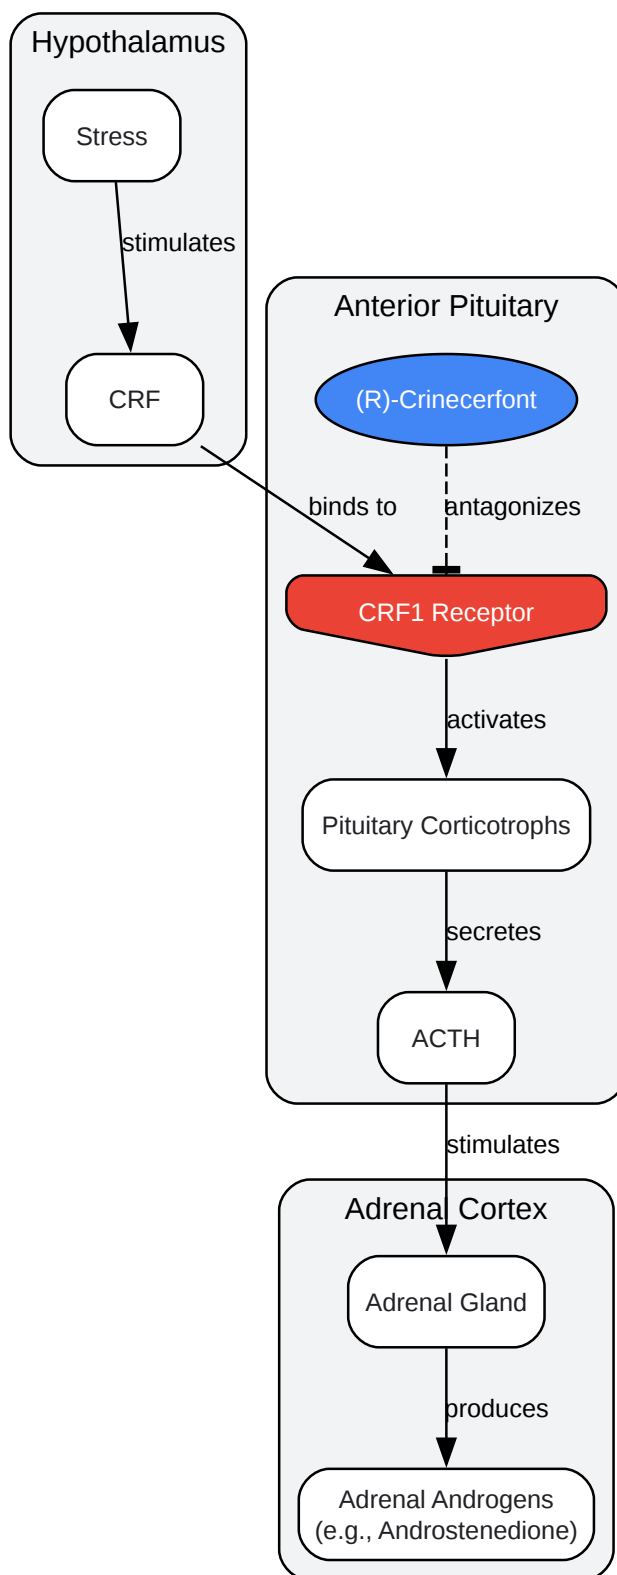 Hypothalamus
Stress
stimulates
CRF
Anterior Pituitary
(R)-Crinecerfont
binds to
antagonizes
CRF1 Receptor
activates
Pituitary Corticotrophs
secretes
ACTH
stimulates
Adrenal Cortex
Adrenal Gland
produces
Adrenal Androgens
(e.g., Androstenedione)